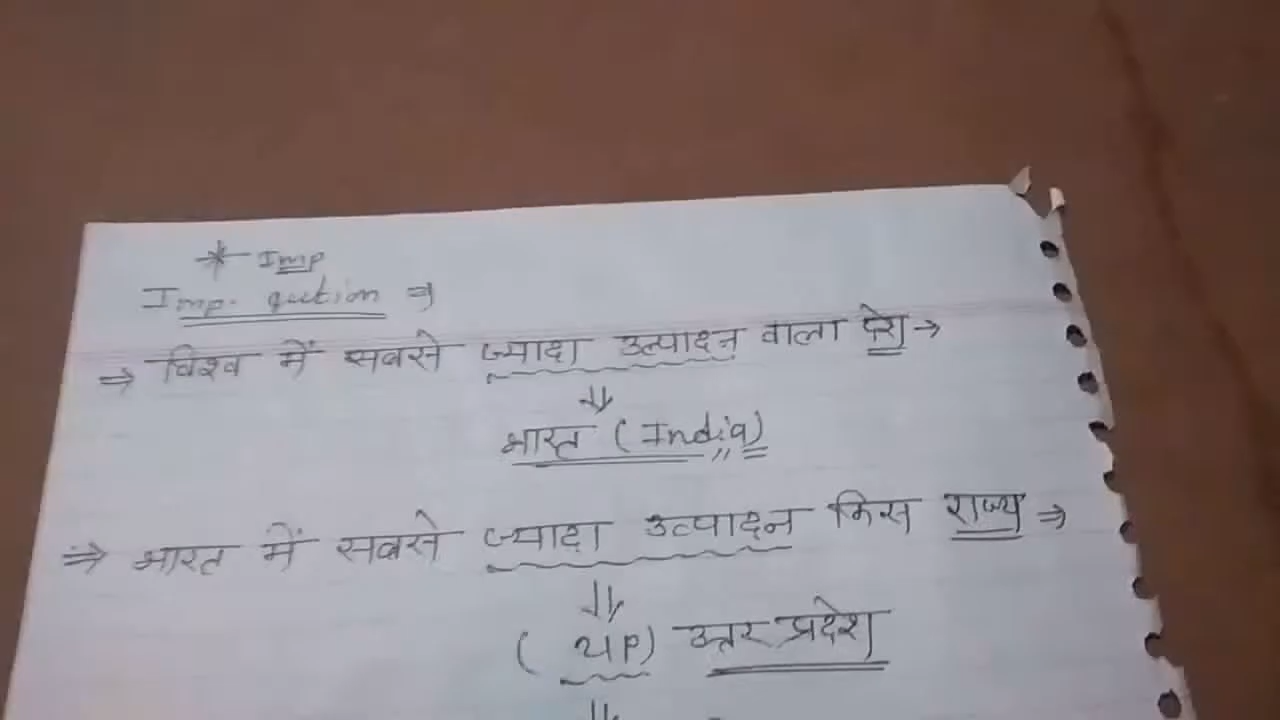 * Imp
Imp. qution ⇒
⇒ विश्व में सबसे ज्यादा उत्पादन वाला देश →
⇓
भारत (India)
⇒ भारत में सबसे ज्यादा उत्पादन किस राज्य ⇒
⇓
(UP) उत्तर प्रदेश
⇓